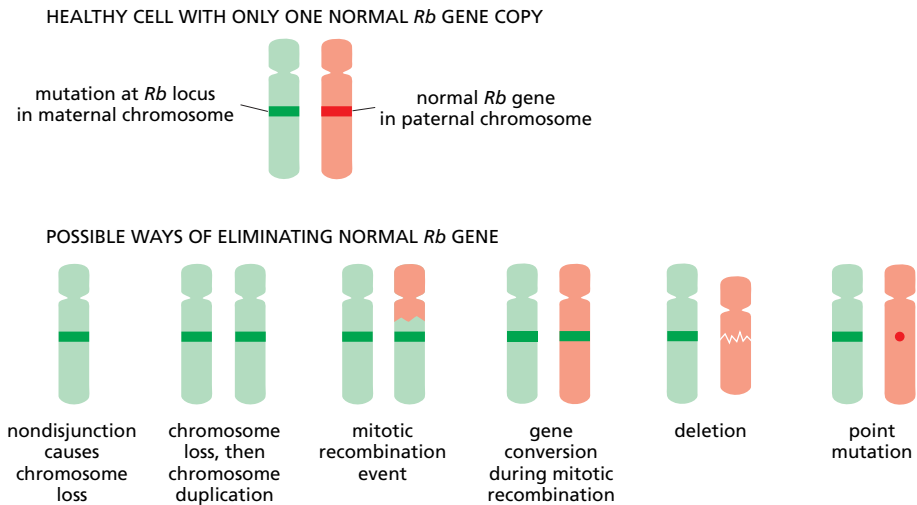 HEALTHY CELL WITH ONLY ONE NORMAL Rb GENE COPY
mutation at Rb locus
in maternal chromosome
normal Rb gene
in paternal chromosome
POSSIBLE WAYS OF ELIMINATING NORMAL Rb GENE
nondisjunction
causes
chromosome
loss
chromosome
loss, then
chromosome
duplication
mitotic
recombination
event
gene
conversion
during mitotic
recombination
deletion
point
mutation